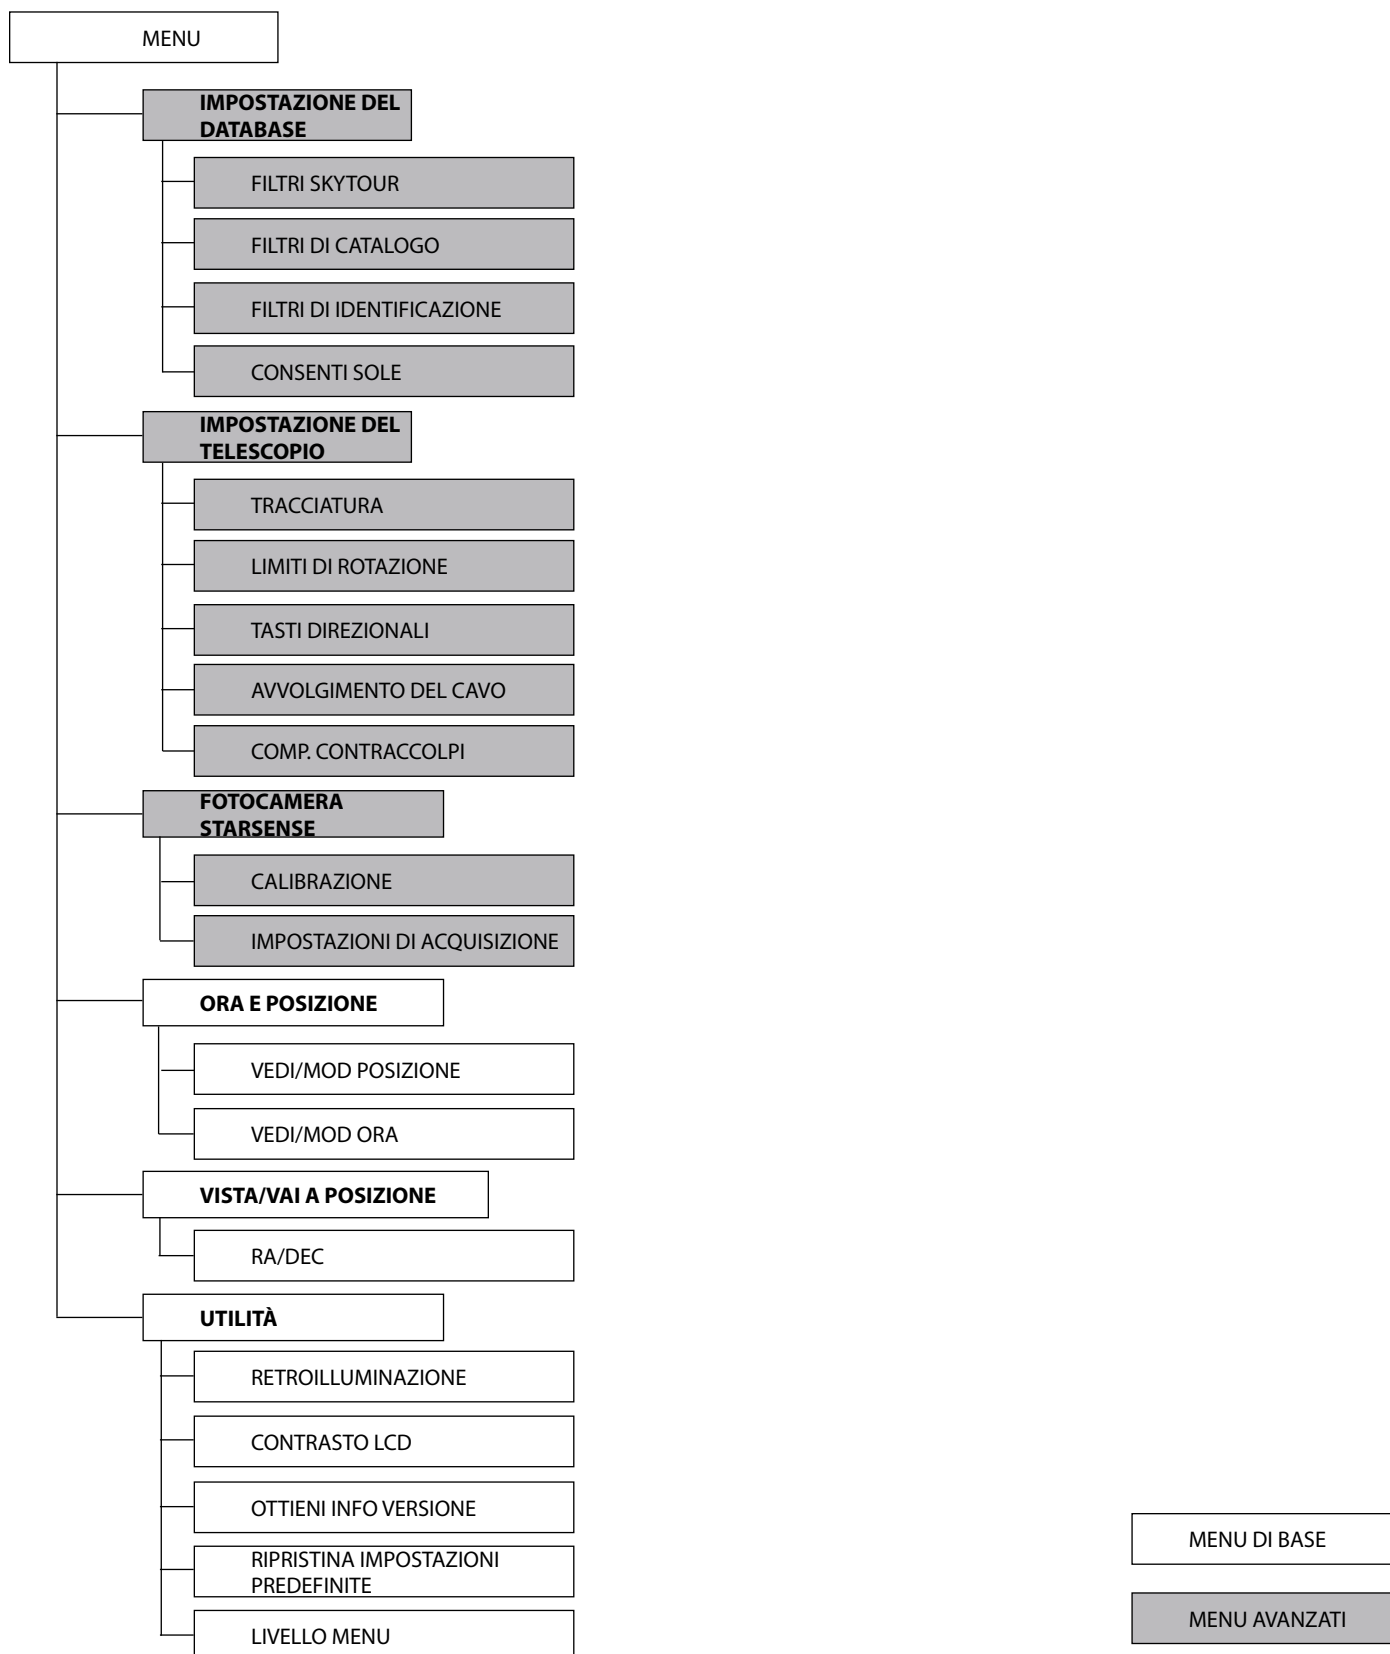 MENU
IMPOSTAZIONE DEL
DATABASE
FILTRI SKYTOUR
FILTRI DI CATALOGO
FILTRI DI IDENTIFICAZIONE
CONSENTI SOLE
IMPOSTAZIONE DEL
TELESCOPIO
TRACCIATURA
LIMITI DI ROTAZIONE
TASTI DIREZIONALI
AVVOLGIMENTO DEL CAVO
COMP. CONTRACCOLPI
FOTOCAMERA
STARSENSE
CALIBRAZIONE
IMPOSTAZIONI DI ACQUISIZIONE
ORA E POSIZIONE
VEDI/MOD POSIZIONE
VEDI/MOD ORA
VISTA/VAI A POSIZIONE
RA/DEC
UTILITÀ
RETROILLUMINAZIONE
CONTRASTO LCD
OTTIENI INFO VERSIONE
RIPRISTINA IMPOSTAZIONI
PREDEFINITE
LIVELLO MENU
MENU DI BASE
MENU AVANZATI